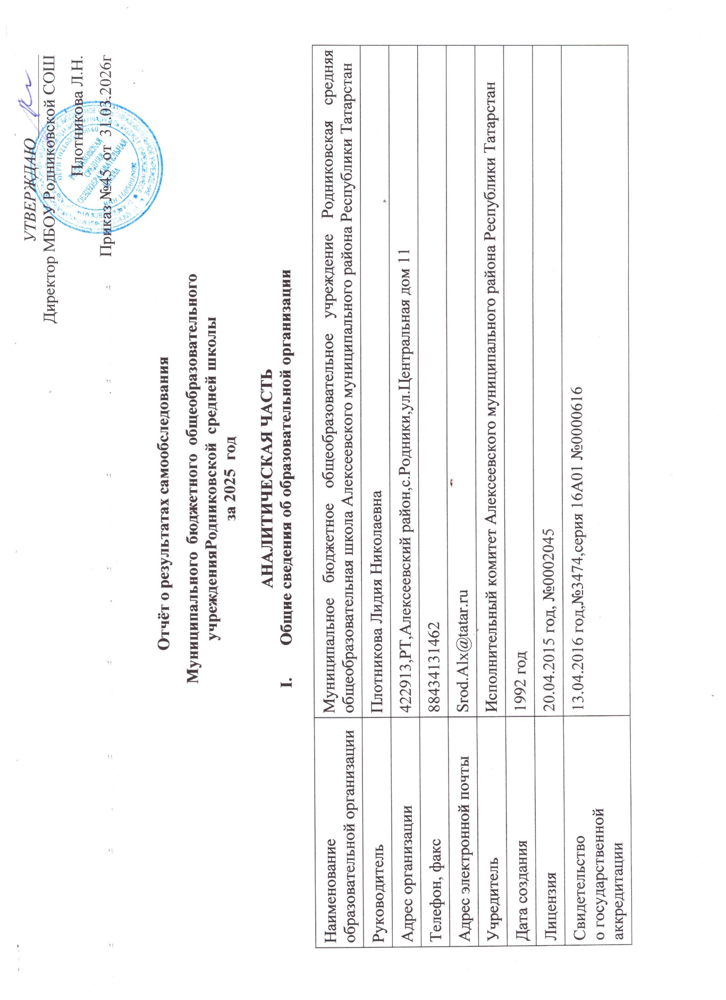 УТВЕРЖДАЮ
Директор МБОУ Родниковской СОШ
Плотникова Л.Н.
Приказ №45 от 31.03.2026г
Отчёт о результатах самообследования
Муниципального бюджетного общеобразовательного
учрежденияРодниковской средней школы
за 2025 год
АНАЛИТИЧЕСКАЯ ЧАСТЬ
I. Общие сведения об образовательной организации
Наименование
образовательной организации
Муниципальное бюджетное общеобразовательное учреждение Родниковская средняя
общеобразовательная школа Алексеевского муниципального района Республики Татарстан
Руководитель
Плотникова Лидия Николаевна
Адрес организации
422913,РТ,Алексеевский район,с.Родники,ул.Центральная дом 11
Телефон, факс
88434131462
Адрес электронной почты
Srod.Alx@tatar.ru
Учредитель
Исполнительный комитет Алексеевского муниципального района Республики Татарстан
Дата создания
1992 год
Лицензия
20.04.2015 год, №0002045
Свидетельство
о государственной
аккредитации
13.04.2016 год,№3474,серия 16А01 №0000616
РОДНИКОВСКАЯ
СРЕДНЯЯ
ОБЩЕОБРАЗОВАТЕЛЬНАЯ
ШКОЛА